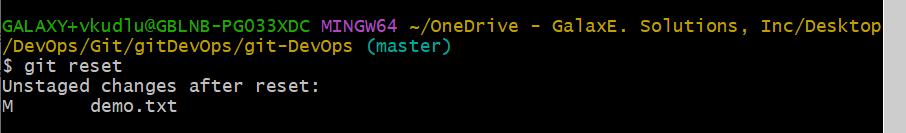 GALAXY+vkudlu@GBLNB-PG033XDC MINGW64 ~/OneDrive - GalaxE. Solutions, Inc/Desktop
/DevOps/Git/gitDevOps/git-DevOps (master)
$ git reset
Unstaged changes after reset:
M       demo.txt